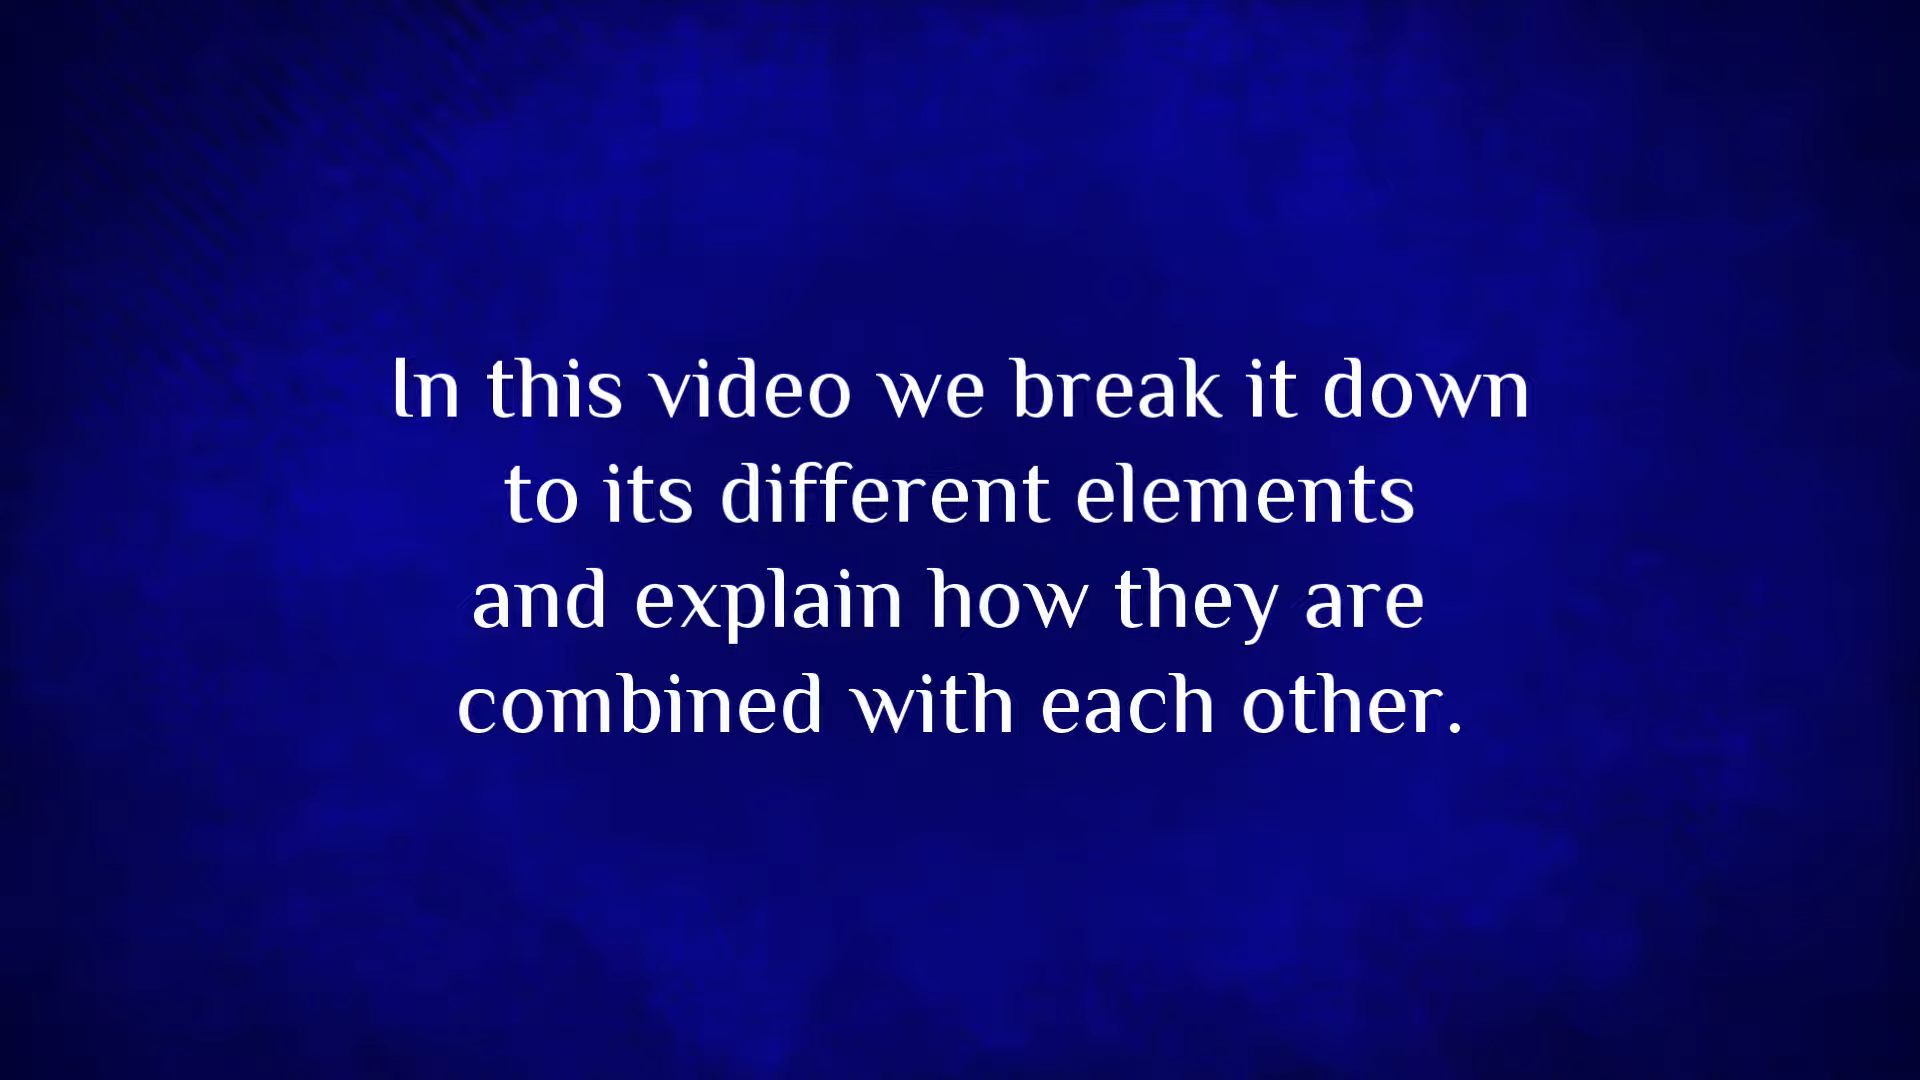 In this video we break it down
to its different elements
and explain how they are
combined with each other.